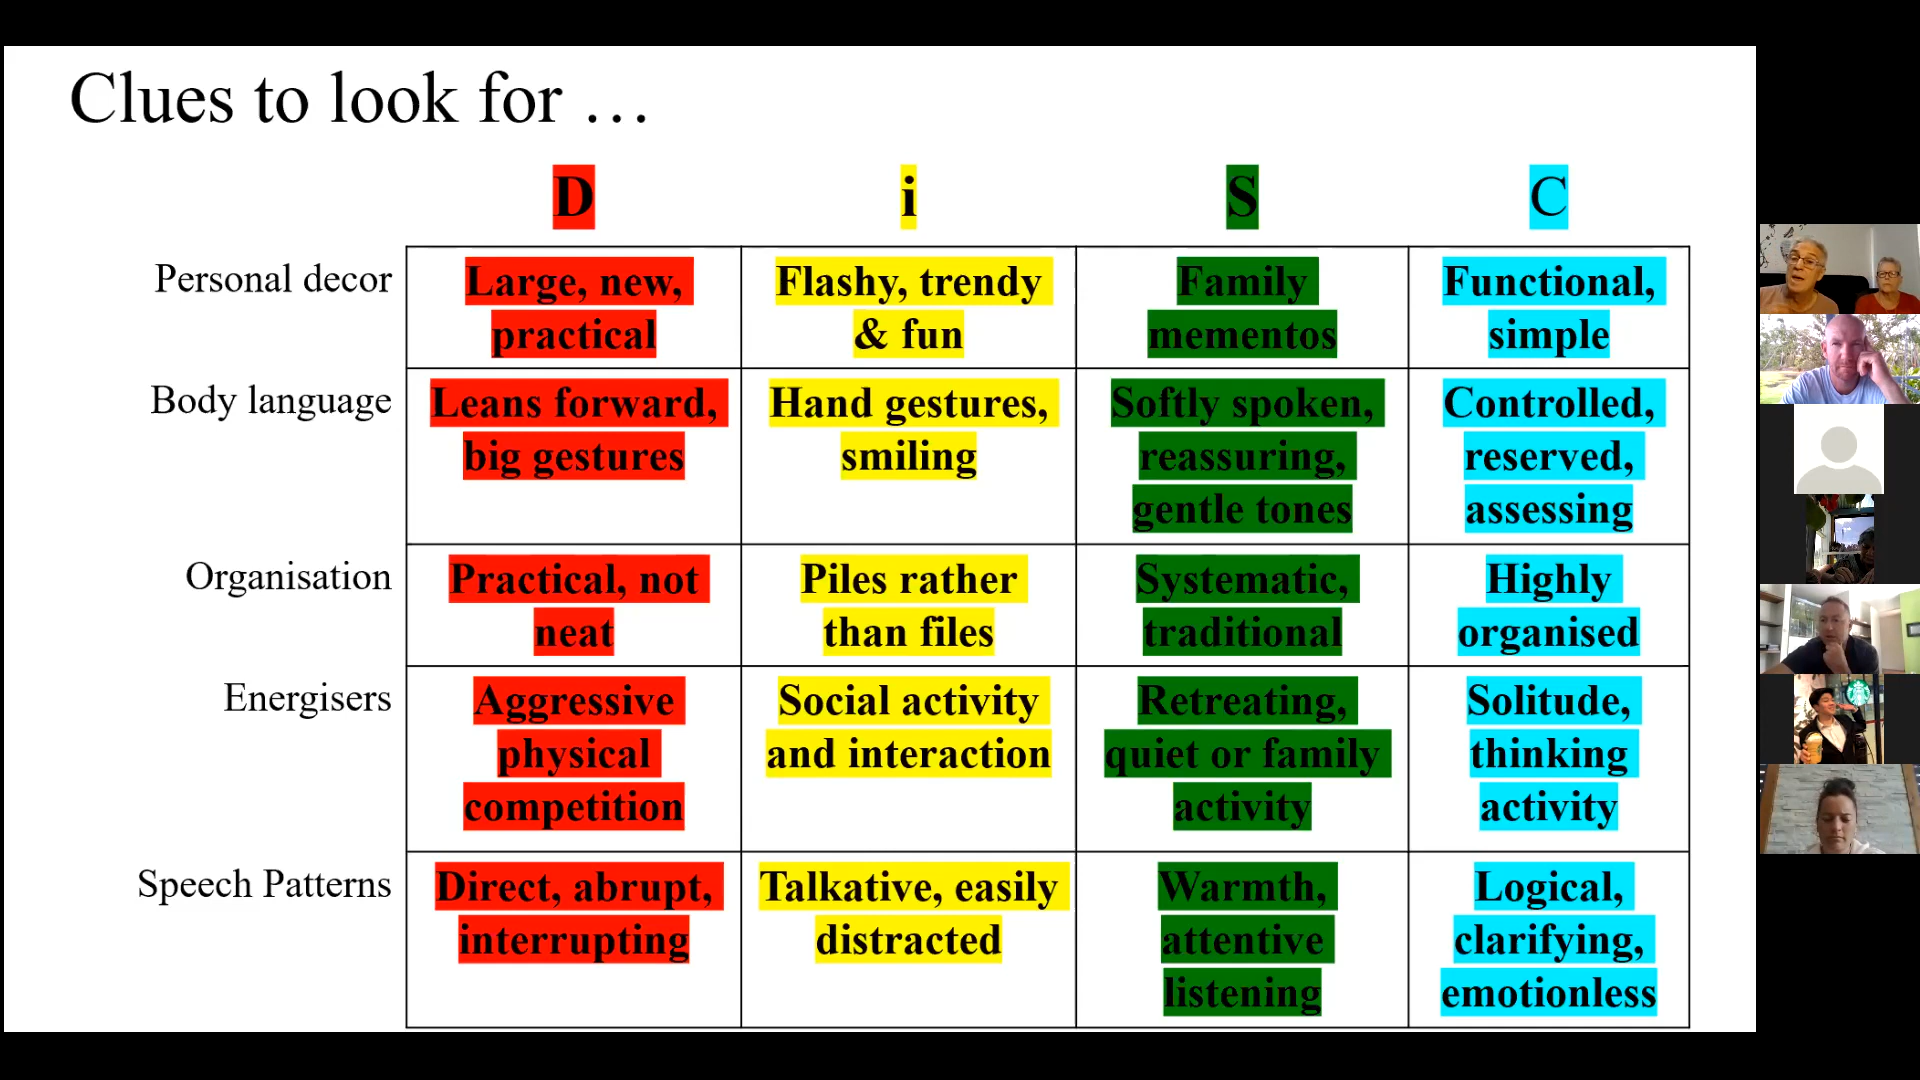 Clues to look for …
D i S C
Personal decor
Large, new,
practical
Flashy, trendy
& fun
Family
mementos
Functional,
simple
Body language
Leans forward,
big gestures
Hand gestures,
smiling
Softly spoken,
reassuring,
gentle tones
Controlled,
reserved,
assessing
Organisation
Practical, not
neat
Piles rather
than files
Systematic,
traditional
Highly
organised
Energisers
Aggressive
physical
competition
Social activity
and interaction
Retreating,
quiet or family
activity
Solitude,
thinking
activity
Speech Patterns
Direct, abrupt,
interrupting
Talkative, easily
distracted
Warmth,
attentive
listening
Logical,
clarifying,
emotionless